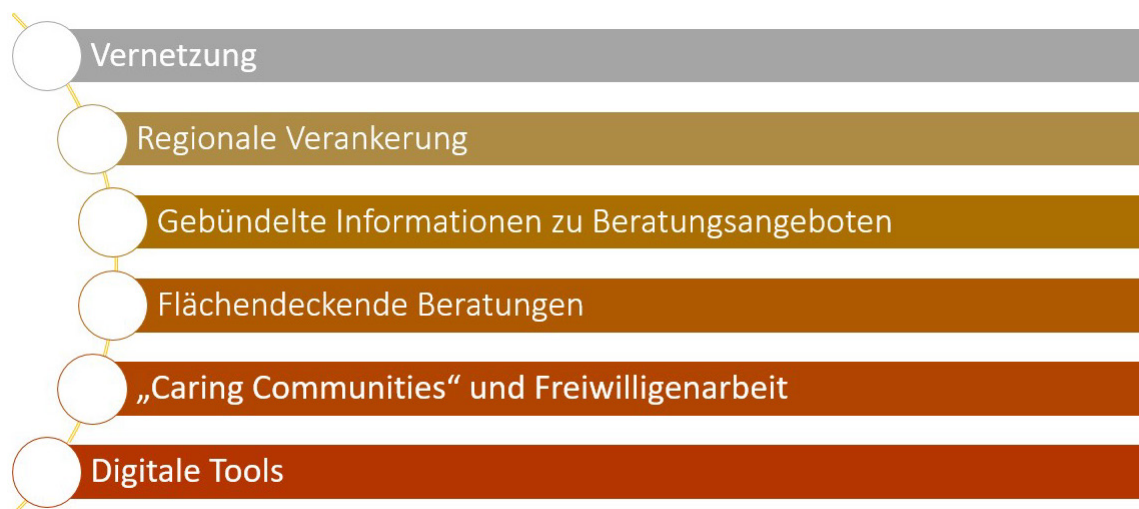 Vernetzung
Regionale Verankerung
Gebündelte Informationen zu Beratungsangeboten
Flächendeckende Beratungen
„Caring Communities“ und Freiwilligenarbeit
Digitale Tools